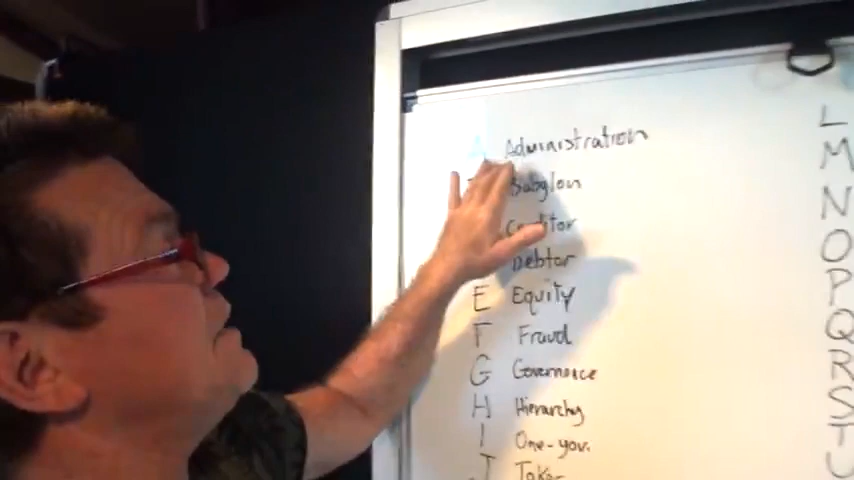 A Administration
Babylon
Creditor
Debtor
E Equity
F Fraud
G Governance
H Hierarchy
I One-you.
J
L
M
N
O
P
Q
R
S
T
U